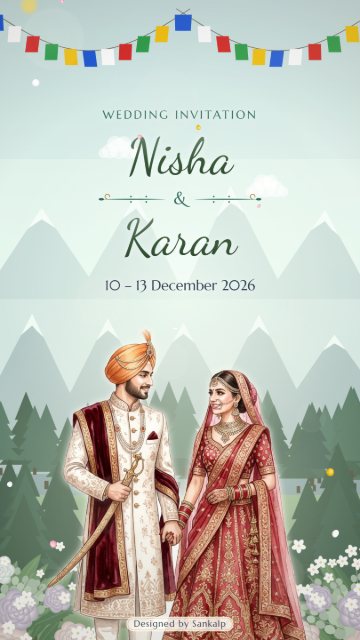 WEDDING INVITATION
Nisha
&
Karan
10 – 13 December 2026
Designed by Sankalp